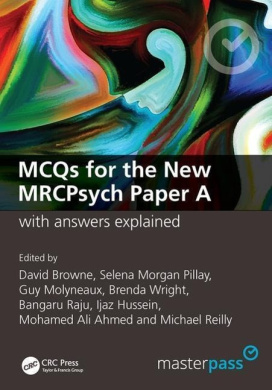 MCQs for the New
MRCPsych Paper A
with answers explained
Edited by
David Browne, Selena Morgan Pillay,
Guy Molyneaux, Brenda Wright,
Bangaru Raju, Ijaz Hussein,
Mohamed Ali Ahmed and Michael Reilly
CRC Press
Taylor & Francis Group
masterpass